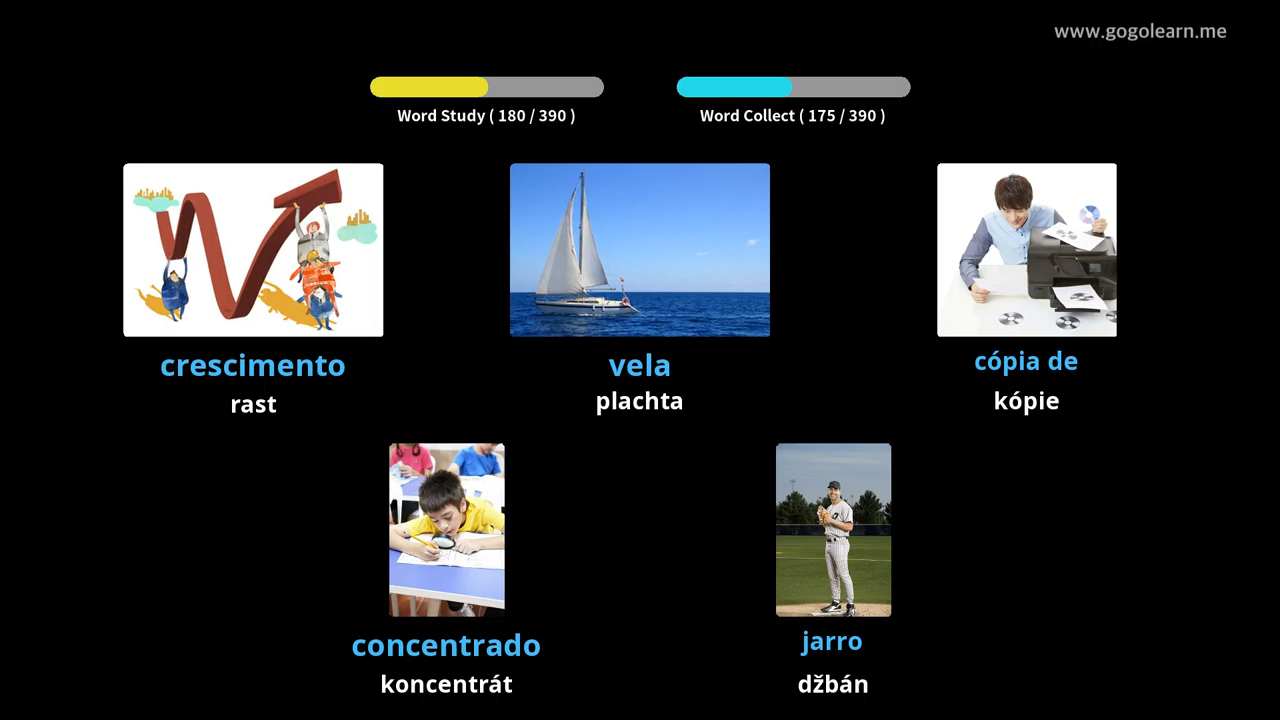 www.gogolearn.me
Word Study ( 180 / 390 )
Word Collect ( 175 / 390 )
crescimento
rast
vela
plachta
cópia de
kópie
concentrado
koncentrát
jarro
džbán